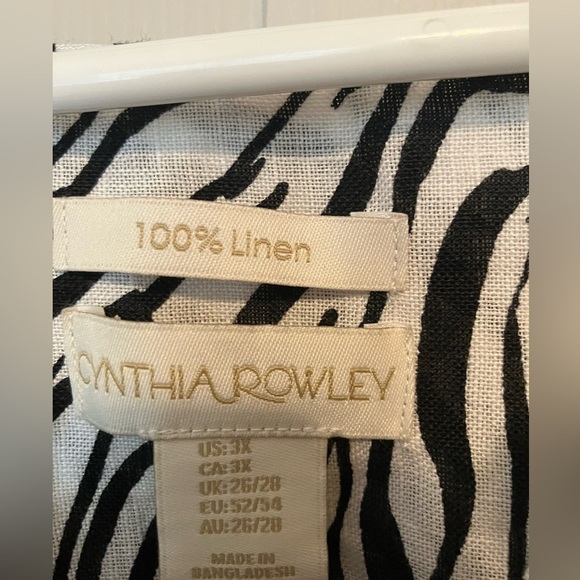 100% Linen
CYNTHIA ROWLEY
US: 3X
CA: 3X
UK: 26/28
EU: 52/54
AU: 26/28
MADE IN
BANGLADESH